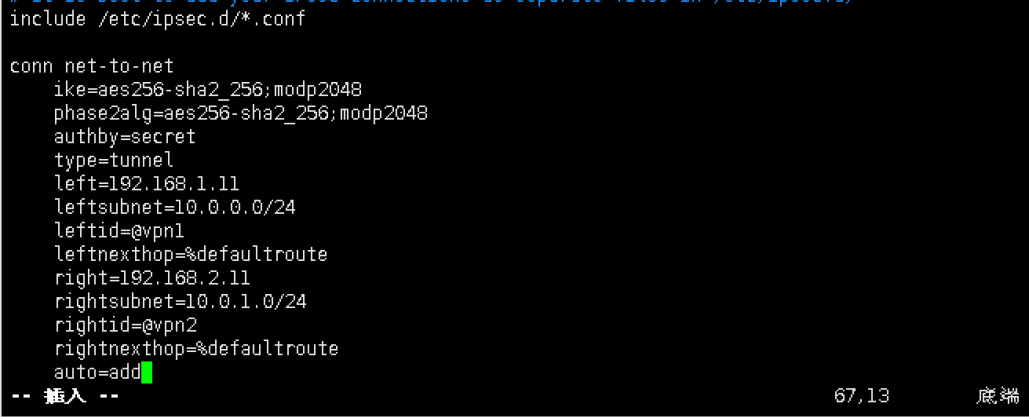 include /etc/ipsec.d/*.conf
conn net-to-net
ike=aes256-sha2_256;modp2048
phase2alg=aes256-sha2_256;modp2048
authby=secret
type=tunnel
left=192.168.1.11
leftsubnet=10.0.0.0/24
leftid=@vpn1
leftnexthop=%defaultroute
right=192.168.2.11
rightsubnet=10.0.1.0/24
rightid=@vpn2
rightnexthop=%defaultroute
auto=add
-- 插入 -- 67,13 底端